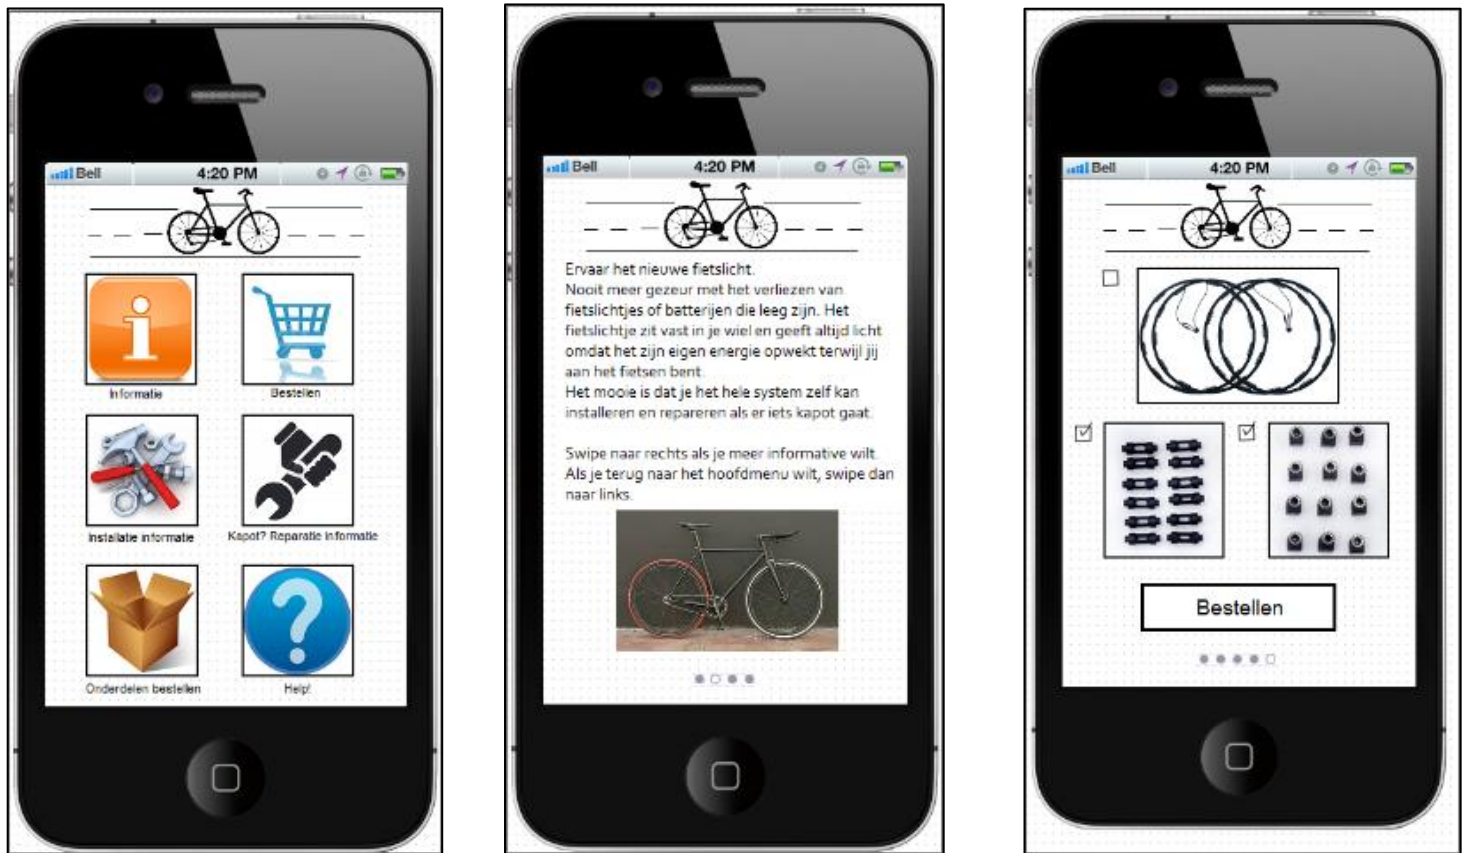 Bell 4:20 PM
Informatie
Bestellen
Installatie informatie
Kapot? Reparatie informatie
Onderdelen bestellen
Help!
Bell 4:20 PM
Ervaar het nieuwe fietslicht.
Nooit meer gezeur met het verliezen van
fietslichtjes of batterijen die leeg zijn. Het
fietslichtje zit vast in je wiel en geeft altijd licht
omdat het zijn eigen energie opwekt terwijl jij
aan het fietsen bent.
Het mooie is dat je het hele system zelf kan
installeren en repareren als er iets kapot gaat.
Swipe naar rechts als je meer informative wilt.
Als je terug naar het hoofdmenu wilt, swipe dan
naar links.
Bell 4:20 PM
Bestellen